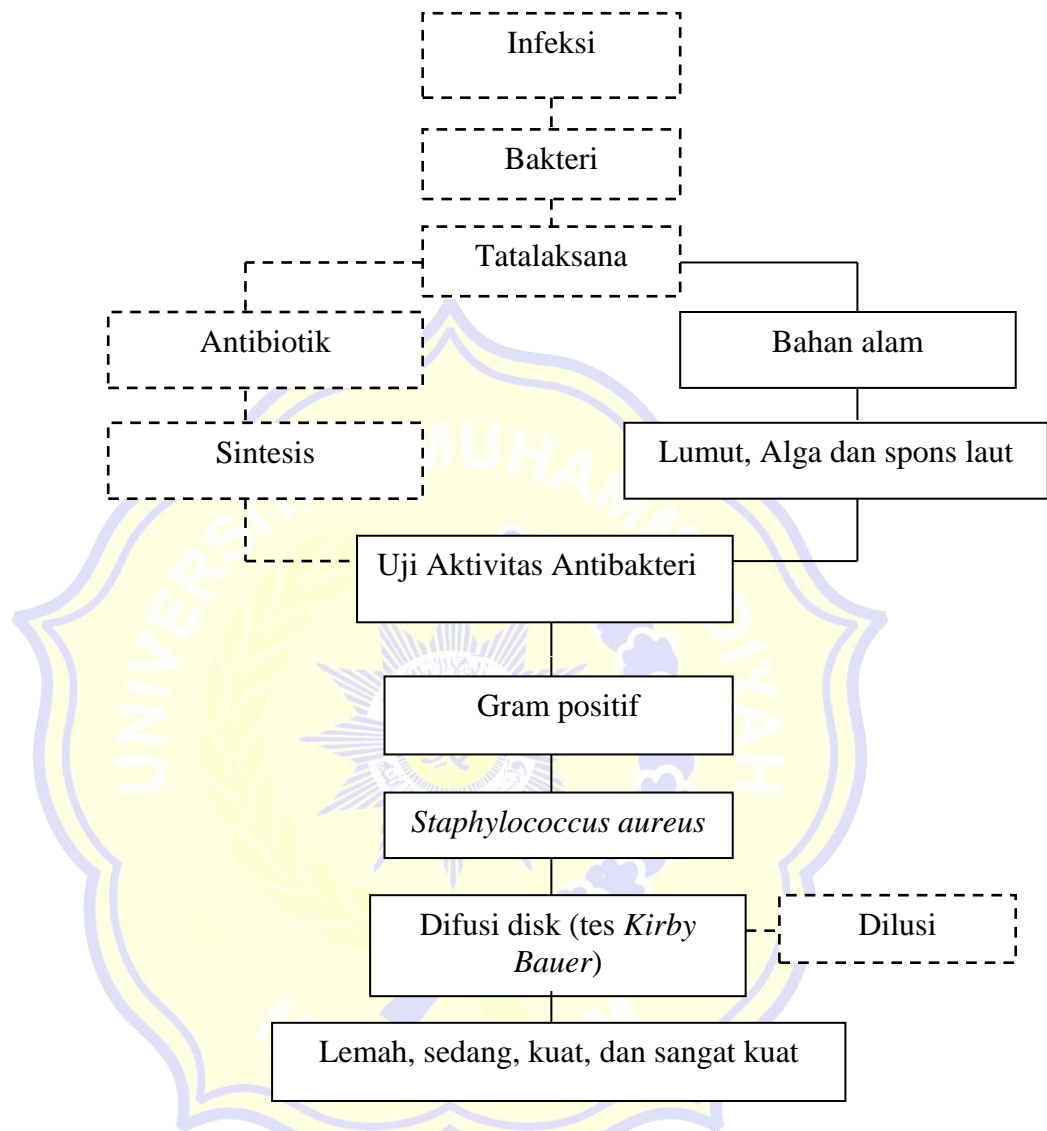 Infeksi
Bakteri
Tatalaksana
Antibiotik
Bahan alam
Sintesis
Lumut, Alga dan spons laut
Uji Aktivitas Antibakteri
Gram positif
Staphylococcus aureus
Difusi disk (tes Kirby
Bauer)
Dilusi
Lemah, sedang, kuat, dan sangat kuat